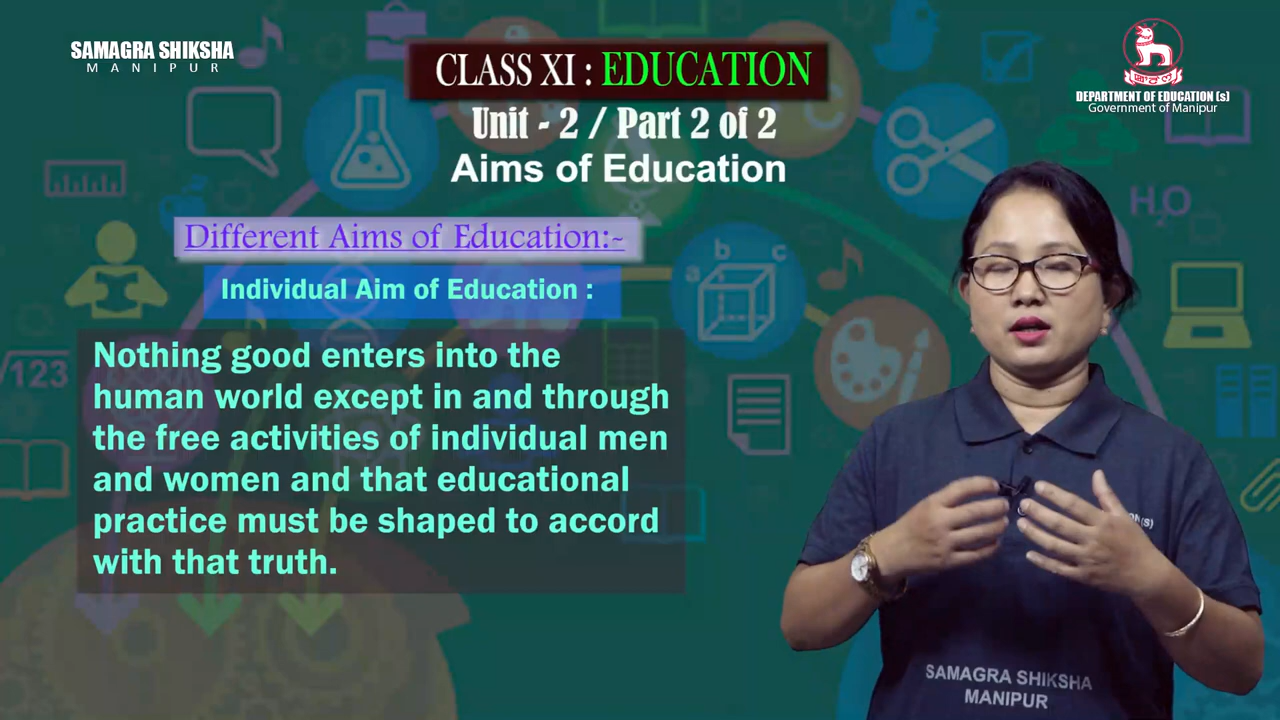 SAMAGRA SHIKSHA
MANIPUR
CLASS XI : EDUCATION
Unit - 2 / Part 2 of 2
Aims of Education
DEPARTMENT OF EDUCATION (s)
Government of Manipur
Different Aims of Education:-
Individual Aim of Education :
Nothing good enters into the
human world except in and through
the free activities of individual men
and women and that educational
practice must be shaped to accord
with that truth.
a b c
H₂O
√123
SAMAGRA SHIKSHA
MANIPUR